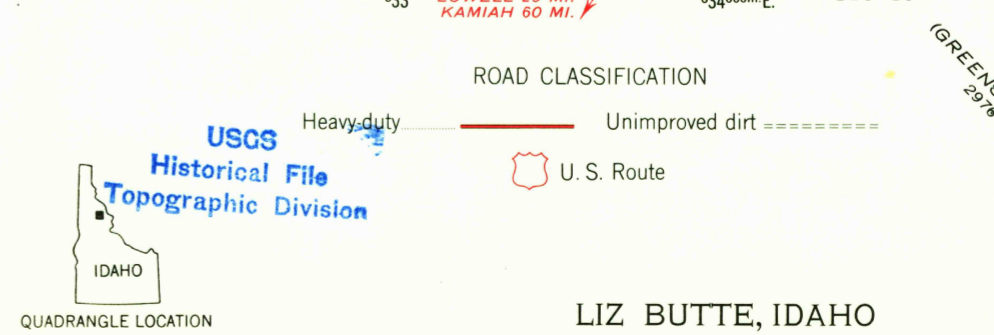 KAMIAH 60 MI.
ROAD CLASSIFICATION
Heavy-duty Unimproved dirt
U. S. Route
USGS
Historical File
Topographic Division
IDAHO
QUADRANGLE LOCATION
LIZ BUTTE, IDAHO